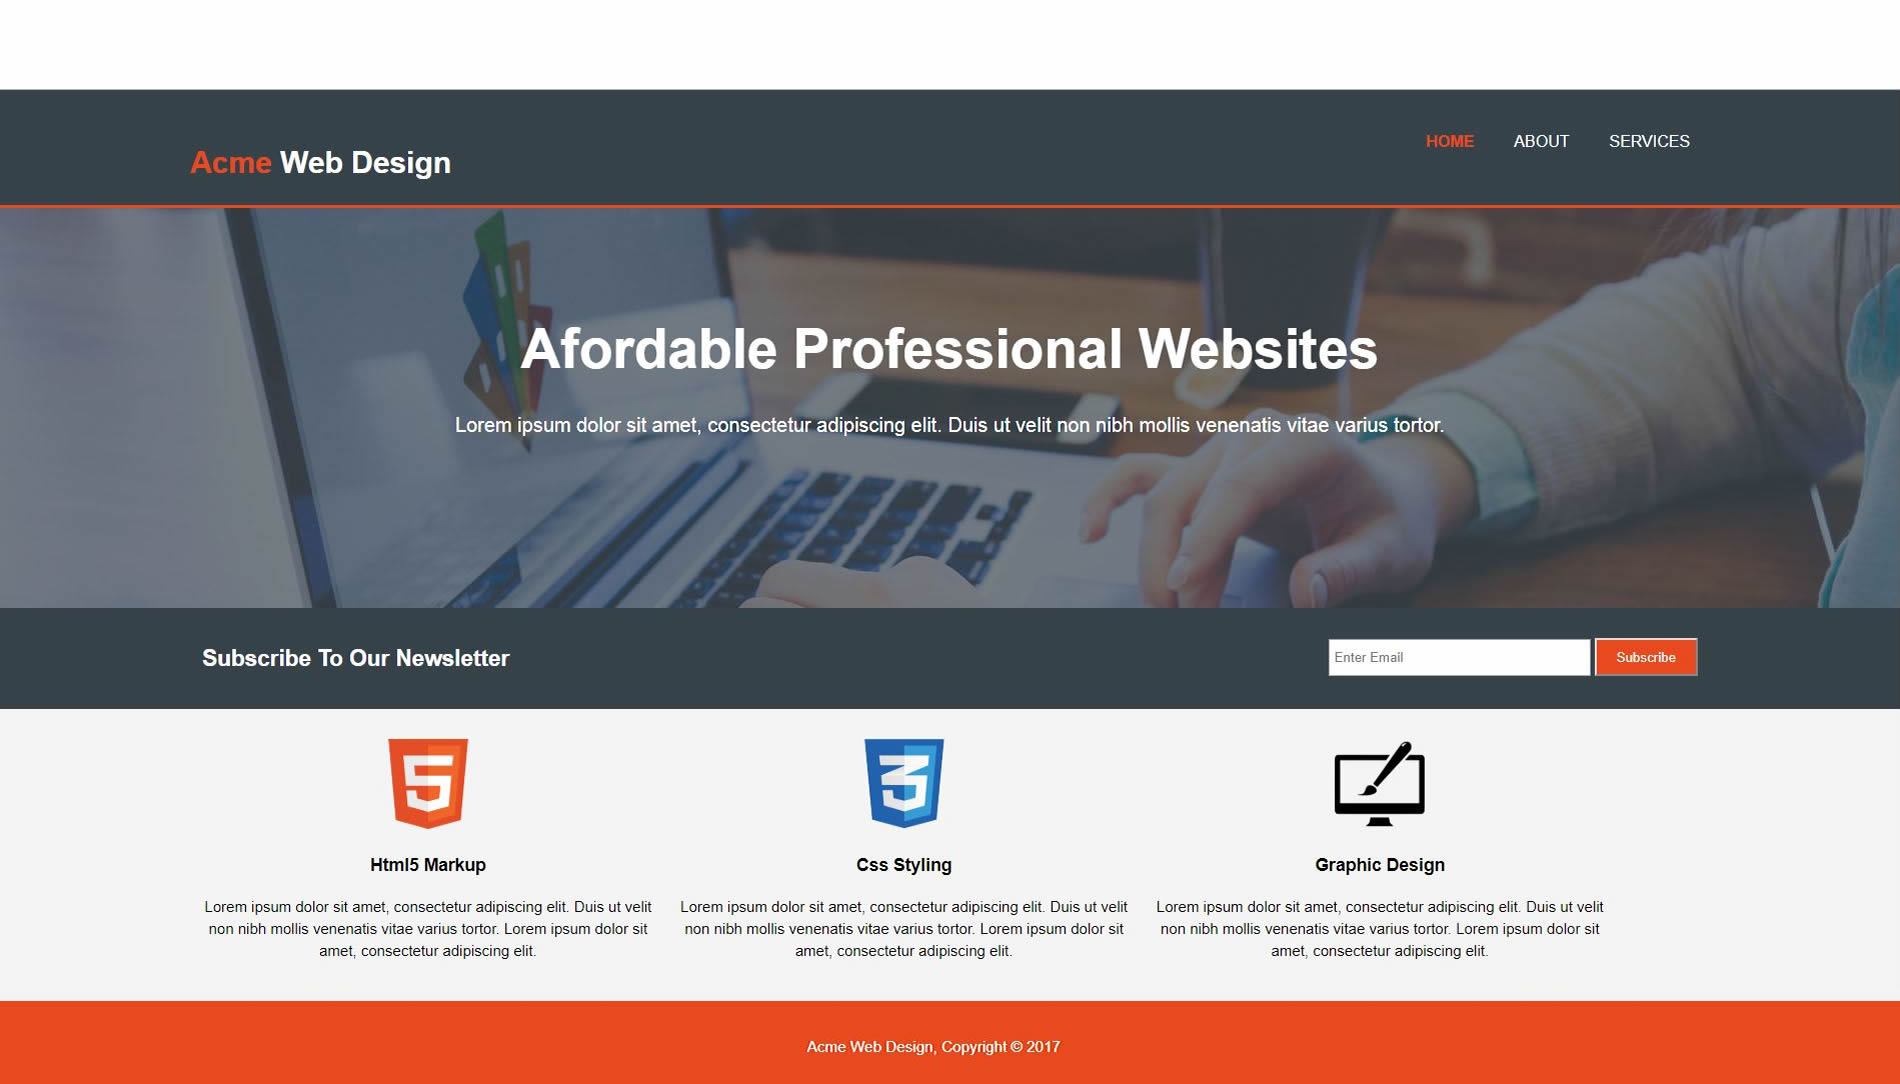 Acme Web Design
HOME ABOUT SERVICES
Afordable Professional Websites
Lorem ipsum dolor sit amet, consectetur adipiscing elit. Duis ut velit non nibh mollis venenatis vitae varius tortor.
Subscribe To Our Newsletter
Enter Email Subscribe
Html5 Markup
Lorem ipsum dolor sit amet, consectetur adipiscing elit. Duis ut velit
non nibh mollis venenatis vitae varius tortor. Lorem ipsum dolor sit
amet, consectetur adipiscing elit.
Css Styling
Lorem ipsum dolor sit amet, consectetur adipiscing elit. Duis ut velit
non nibh mollis venenatis vitae varius tortor. Lorem ipsum dolor sit
amet, consectetur adipiscing elit.
Graphic Design
Lorem ipsum dolor sit amet, consectetur adipiscing elit. Duis ut velit
non nibh mollis venenatis vitae varius tortor. Lorem ipsum dolor sit
amet, consectetur adipiscing elit.
Acme Web Design, Copyright © 2017